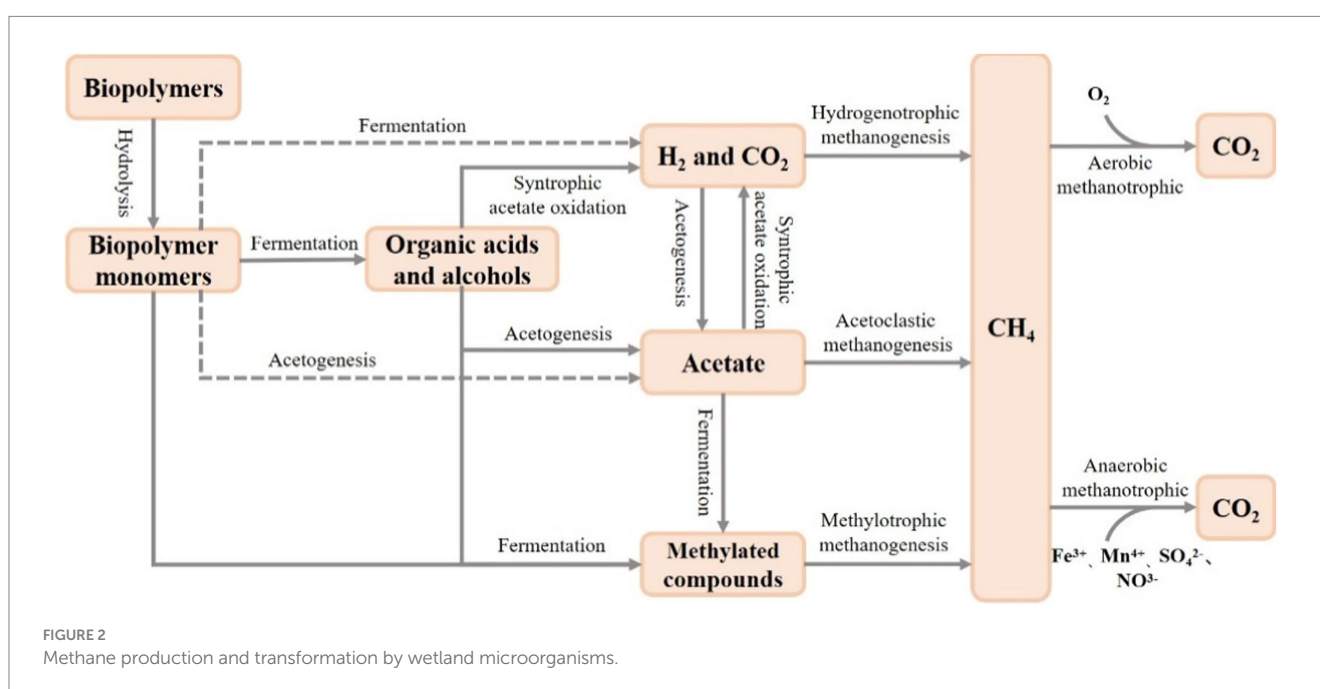 Biopolymers
Hydrolysis
Biopolymer
monomers
Fermentation
Fermentation
Organic acids
and alcohols
Syntrophic
acetate oxidation
Acetogenesis
Acetogenesis
Fermentation
H₂ and CO₂
Acetogenesis
Syntrophic
acetate oxidation
Acetate
Fermentation
Methylated
compounds
Hydrogenotrophic
methanogenesis
Acetoclastic
methanogenesis
Methylotrophic
methanogenesis
CH₄
O₂
Aerobic
methanotrophic
CO₂
Anaerobic
methanotrophic
CO₂
Fe³⁺、Mn⁴⁺、SO₄²⁻、
NO³⁻
FIGURE 2
Methane production and transformation by wetland microorganisms.